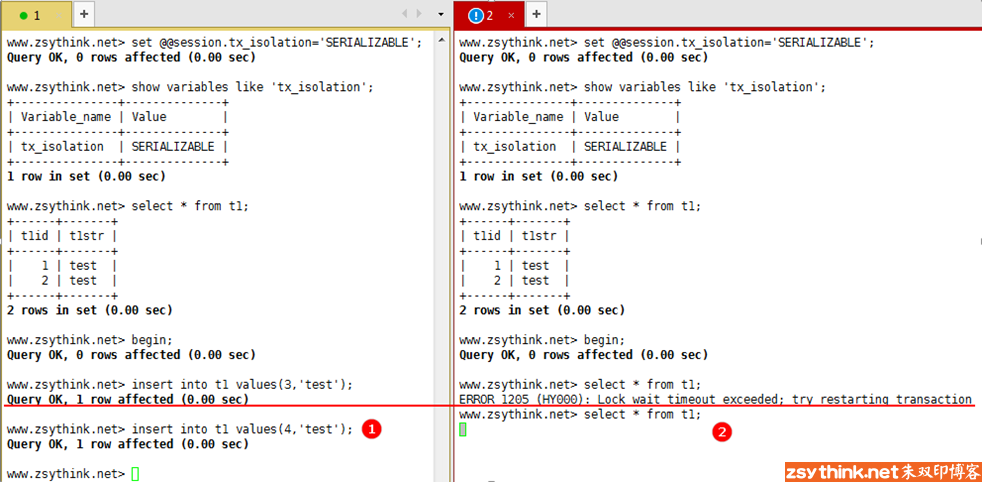 1
+
www.zsythink.net> set @@session.tx_isolation='SERIALIZABLE';
Query OK, 0 rows affected (0.00 sec)
www.zsythink.net> show variables like 'tx_isolation';
+---------------+--------------+
| Variable_name | Value        |
+---------------+--------------+
| tx_isolation  | SERIALIZABLE |
+---------------+--------------+
1 row in set (0.00 sec)
www.zsythink.net> select * from t1;
+------+-------+
| t1id | t1str |
+------+-------+
|    1 | test  |
|    2 | test  |
+------+-------+
2 rows in set (0.00 sec)
www.zsythink.net> begin;
Query OK, 0 rows affected (0.00 sec)
www.zsythink.net> insert into t1 values(3,'test');
Query OK, 1 row affected (0.00 sec)
www.zsythink.net> insert into t1 values(4,'test'); 1
Query OK, 1 row affected (0.00 sec)
www.zsythink.net>
! 2 ×
+
www.zsythink.net> set @@session.tx_isolation='SERIALIZABLE';
Query OK, 0 rows affected (0.00 sec)
www.zsythink.net> show variables like 'tx_isolation';
+---------------+--------------+
| Variable_name | Value        |
+---------------+--------------+
| tx_isolation  | SERIALIZABLE |
+---------------+--------------+
1 row in set (0.00 sec)
www.zsythink.net> select * from t1;
+------+-------+
| t1id | t1str |
+------+-------+
|    1 | test  |
|    2 | test  |
+------+-------+
2 rows in set (0.00 sec)
www.zsythink.net> begin;
Query OK, 0 rows affected (0.00 sec)
www.zsythink.net> select * from t1;
ERROR 1205 (HY000): Lock wait timeout exceeded; try restarting transaction
www.zsythink.net> select * from t1;
2
zsythink.net朱双印博客